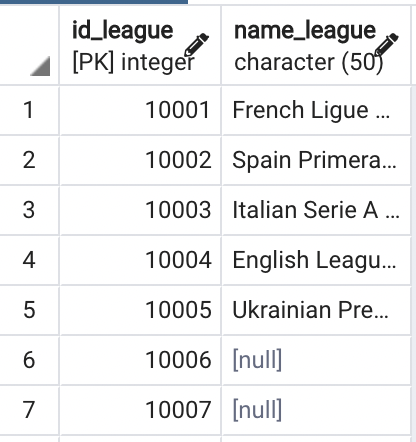 id_league name_league
[PK] integer character (50)
1 10001 French Ligue ...
2 10002 Spain Primera...
3 10003 Italian Serie A ...
4 10004 English Leagu...
5 10005 Ukrainian Pre...
6 10006 [null]
7 10007 [null]